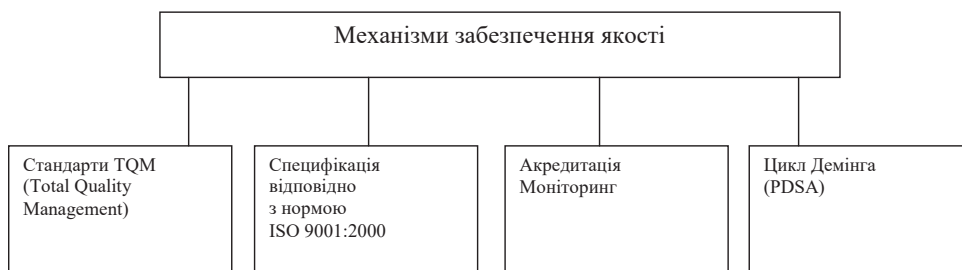 Механізми забезпечення якості
Стандарти TQM
(Total Quality
Management)
Специфікація
відповідно
з нормою
ISO 9001:2000
Акредитація
Моніторинг
Цикл Демінга
(PDSA)